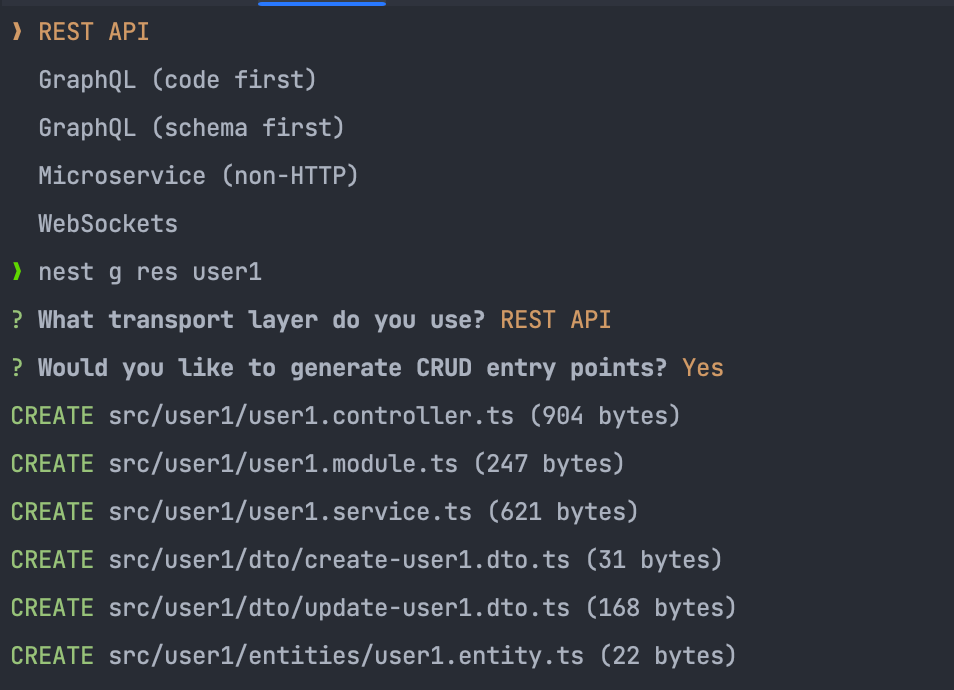 ❯ REST API
GraphQL (code first)
GraphQL (schema first)
Microservice (non-HTTP)
WebSockets
❯ nest g res user1
? What transport layer do you use? REST API
? Would you like to generate CRUD entry points? Yes
CREATE src/user1/user1.controller.ts (904 bytes)
CREATE src/user1/user1.module.ts (247 bytes)
CREATE src/user1/user1.service.ts (621 bytes)
CREATE src/user1/dto/create-user1.dto.ts (31 bytes)
CREATE src/user1/dto/update-user1.dto.ts (168 bytes)
CREATE src/user1/entities/user1.entity.ts (22 bytes)